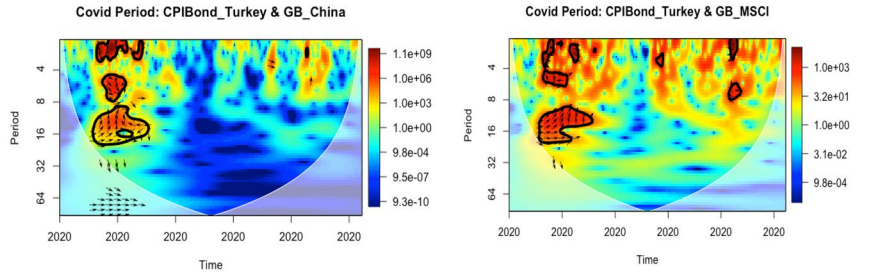 Covid Period: CPIBond_Turkey & GB_China
Period
4
8
16
32
64
2020 2020 2020 2020 2020 2020
Time
1.1e+09
1.0e+06
1.0e+03
1.0e+00
9.8e-04
9.5e-07
9.3e-10
Covid Period: CPIBond_Turkey & GB_MSCI
Period
4
8
16
32
64
2020 2020 2020 2020 2020 2020
Time
1.0e+03
3.2e+01
1.0e+00
3.1e-02
9.8e-04